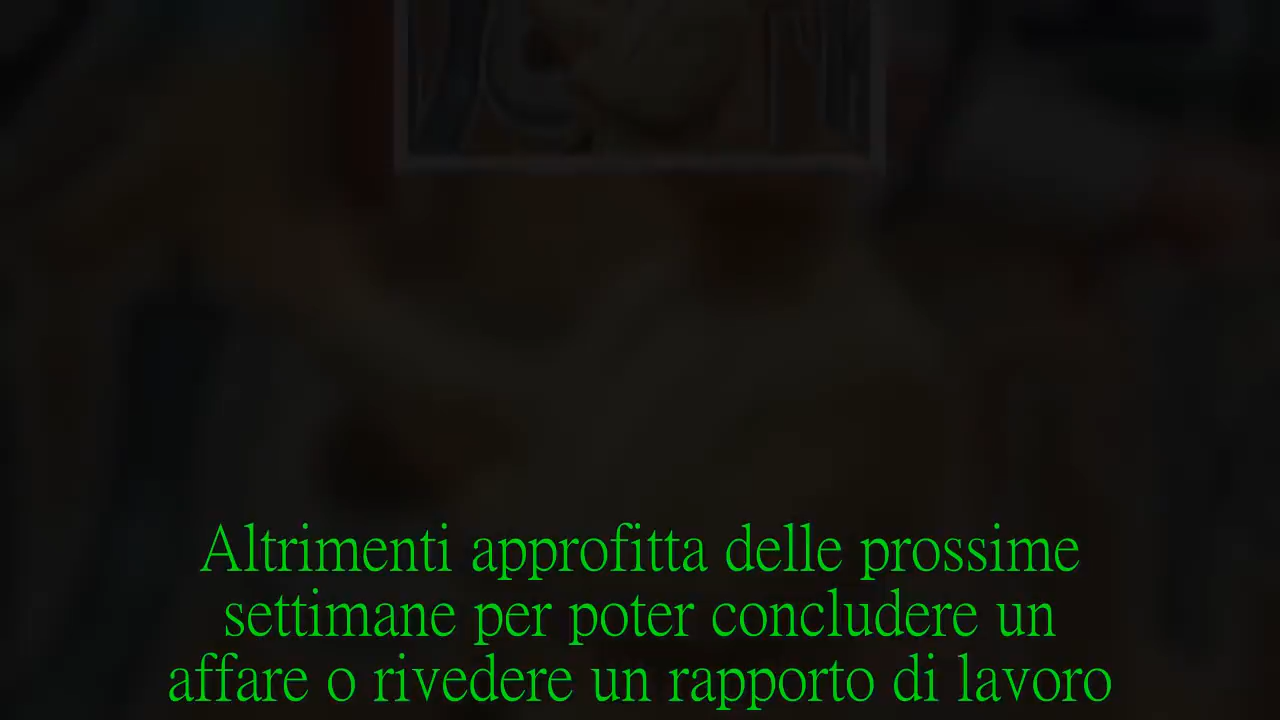 Altrimenti approfitta delle prossime
settimane per poter concludere un
affare o rivedere un rapporto di lavoro